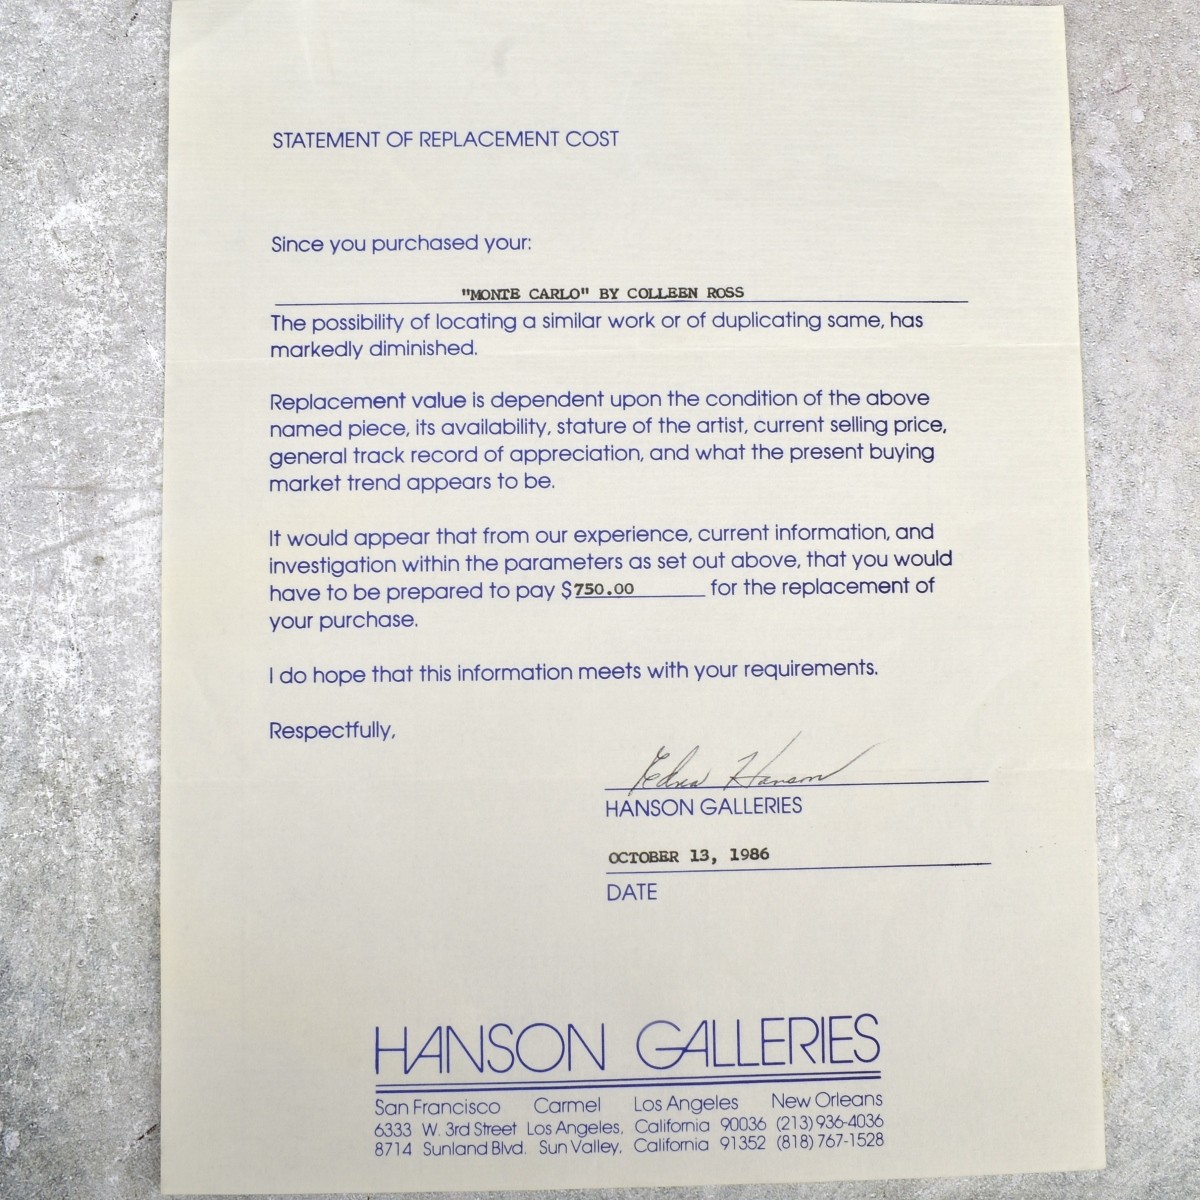 STATEMENT OF REPLACEMENT COST
Since you purchased your:
"MONTE CARLO" BY COLLEEN ROSS
The possibility of locating a similar work or of duplicating same, has
markedly diminished.
Replacement value is dependent upon the condition of the above
named piece, its availability, stature of the artist, current selling price,
general track record of appreciation, and what the present buying
market trend appears to be.
It would appear that from our experience, current information, and
investigation within the parameters as set out above, that you would
have to be prepared to pay $750.00 for the replacement of
your purchase.
I do hope that this information meets with your requirements.
Respectfully,
Edna Hanson
HANSON GALLERIES
OCTOBER 13, 1986
DATE
HANSON GALLERIES
San Francisco Carmel Los Angeles New Orleans
6333 W. 3rd Street Los Angeles, California 90036 (213) 936-4036
8714 Sunland Blvd. Sun Valley, California 91352 (818) 767-1528